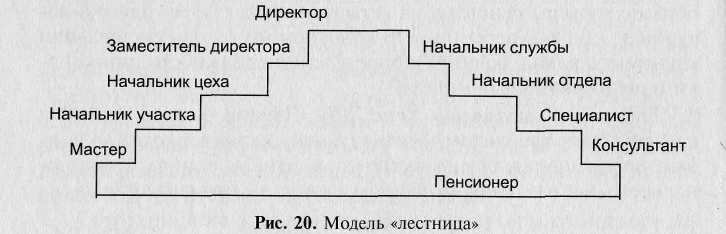 Директор
Заместитель директора
Начальник службы
Начальник цеха
Начальник отдела
Начальник участка
Специалист
Мастер
Консультант
Пенсионер
Рис. 20. Модель «лестница»